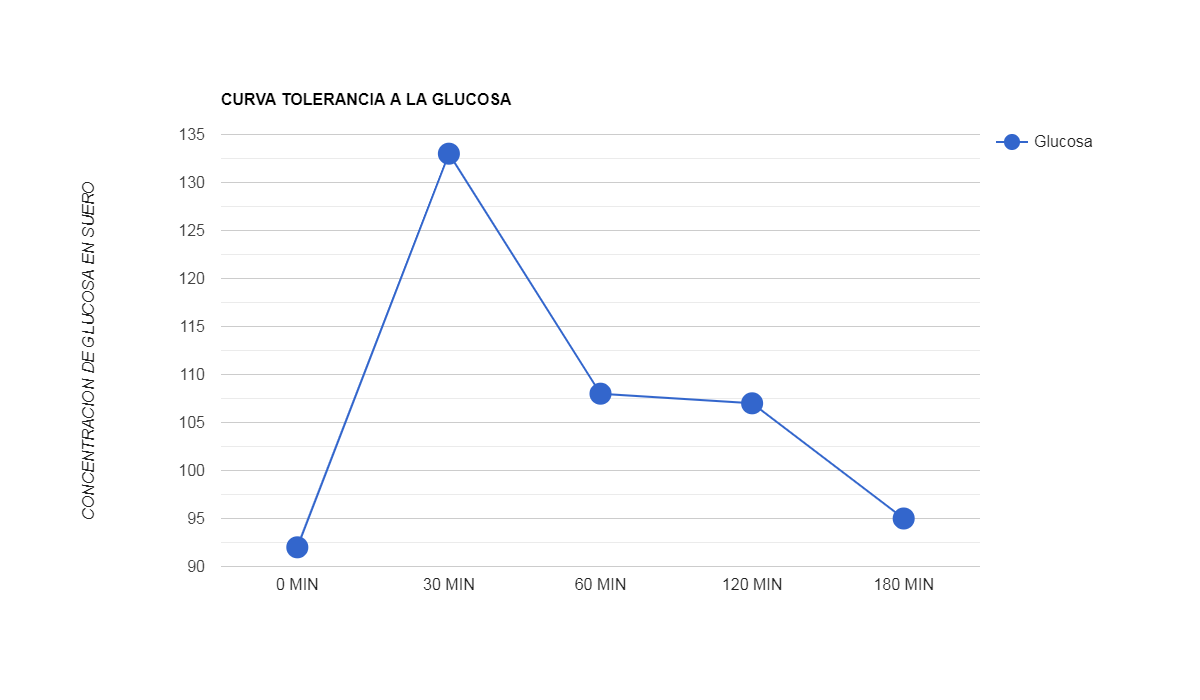 CURVA TOLERANCIA A LA GLUCOSA
Glucosa
CONCENTRACION DE GLUCOSA EN SUERO
135
130
125
120
115
110
105
100
95
90
0 MIN
30 MIN
60 MIN
120 MIN
180 MIN